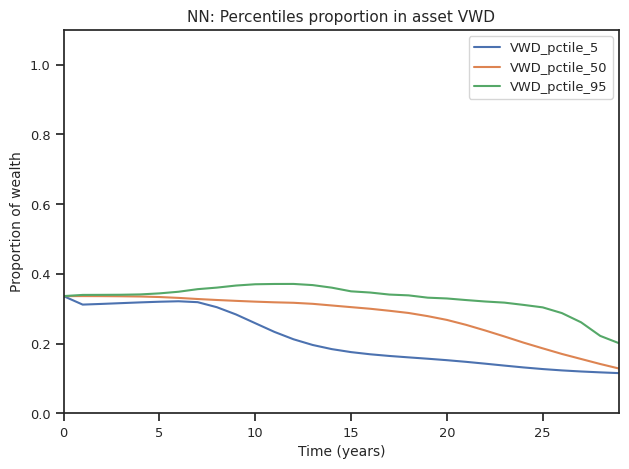 NN: Percentiles proportion in asset VWD
VWD_pctile_5
VWD_pctile_50
VWD_pctile_95
Proportion of wealth
1.0
0.8
0.6
0.4
0.2
0.0
0 5 10 15 20 25
Time (years)